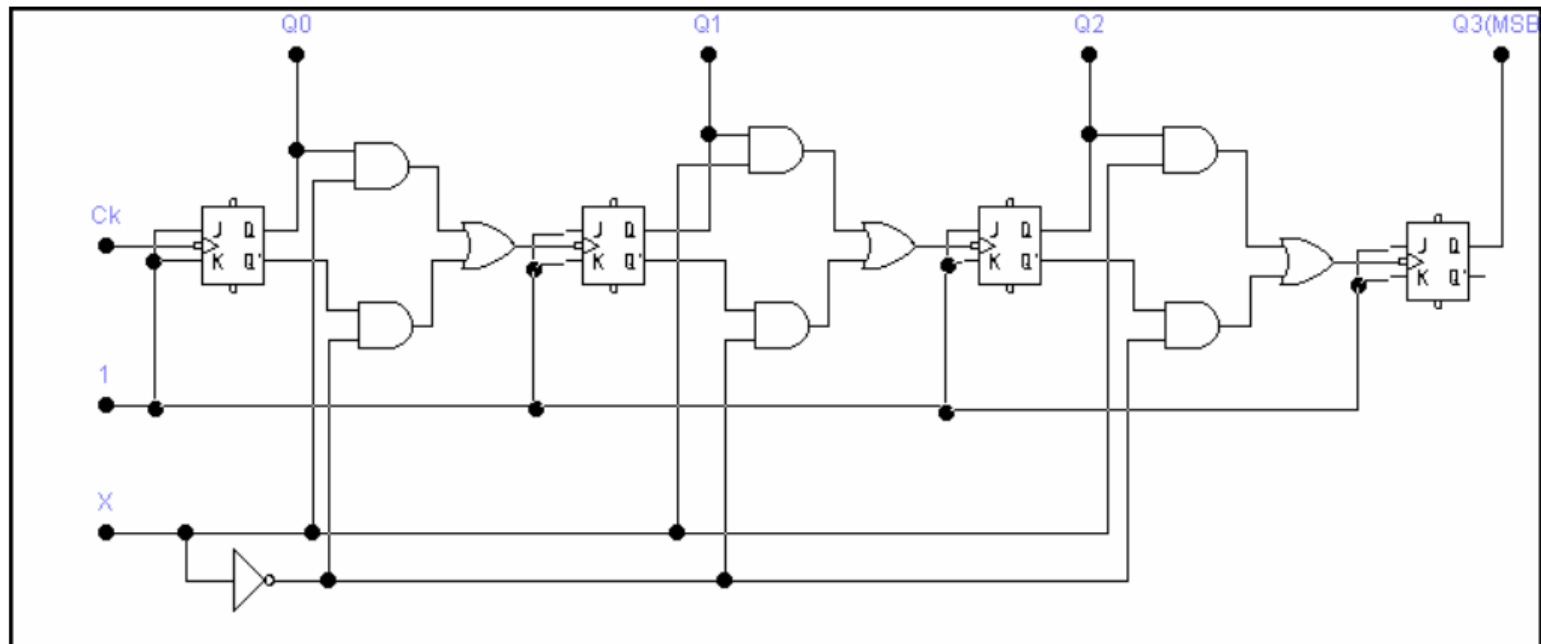 Q0 Q1 Q2 Q3(MSB
Ck
J Q J Q J Q J Q
K Q' K Q' K Q' K Q'
1
X